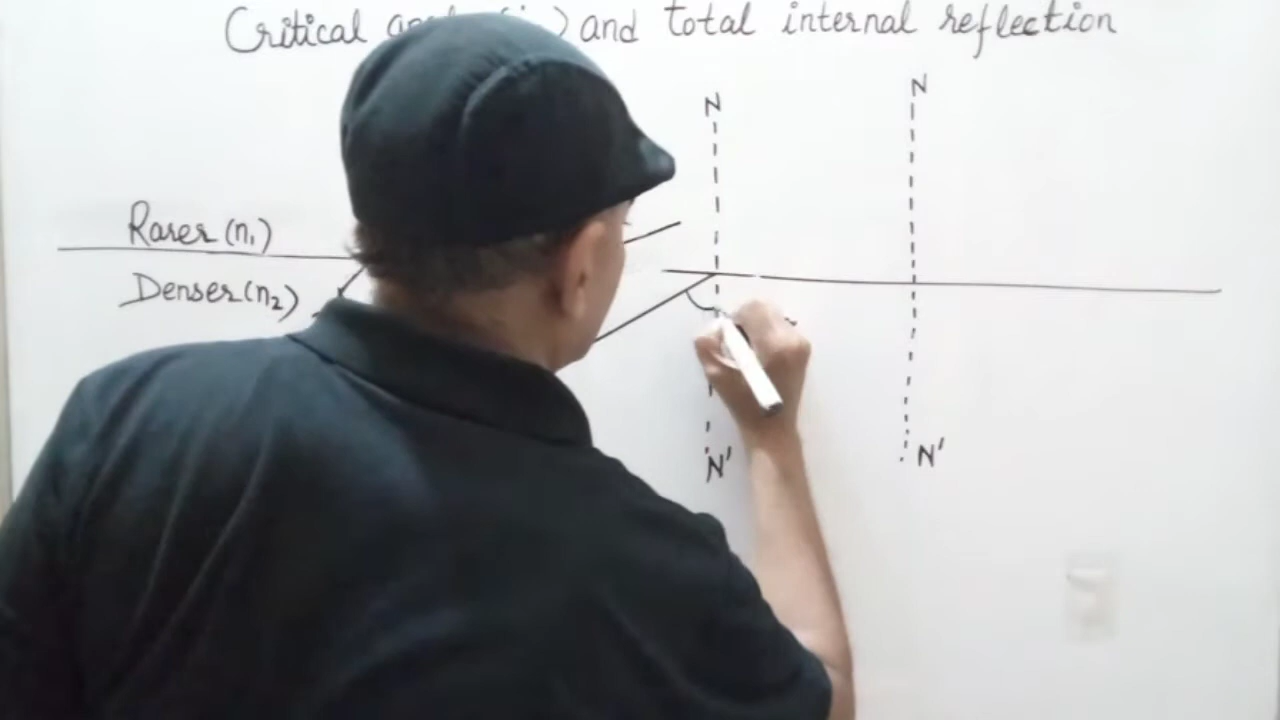 Critical and total internal reflection
N N
Rarer (n₁)
Denser (n₂)
N' N'